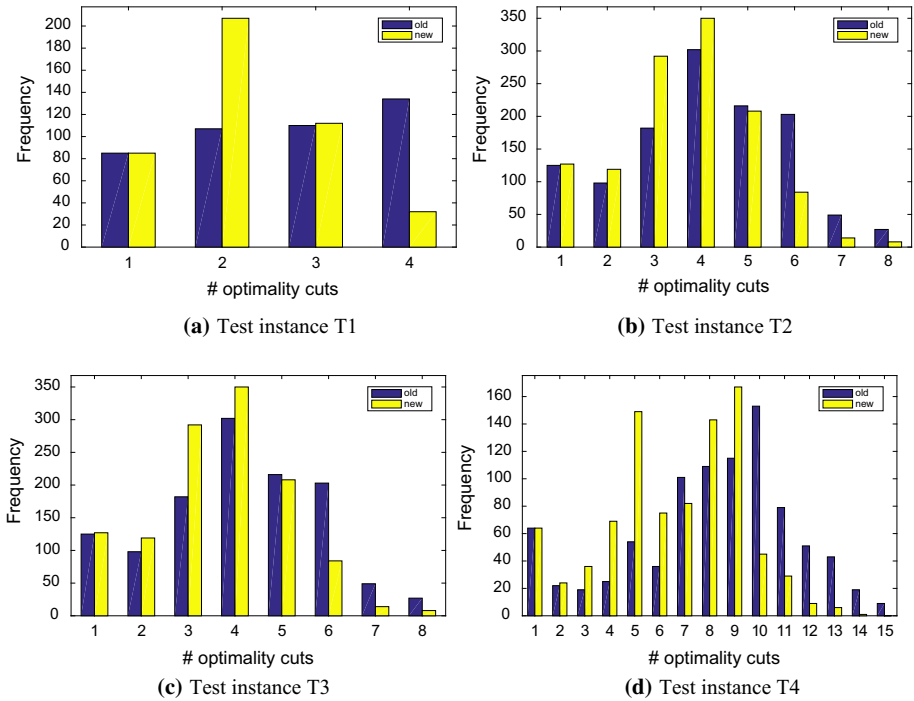 200
180
160
140
120
100
80
60
40
20
0
Frequency
old
new
1 2 3 4
# optimality cuts
(a) Test instance T1
350
300
250
200
150
100
50
0
Frequency
old
new
1 2 3 4 5 6 7 8
# optimality cuts
(b) Test instance T2
350
300
250
200
150
100
50
0
Frequency
old
new
1 2 3 4 5 6 7 8
# optimality cuts
(c) Test instance T3
160
140
120
100
80
60
40
20
0
Frequency
old
new
1 2 3 4 5 6 7 8 9 10 11 12 13 14 15
# optimality cuts
(d) Test instance T4